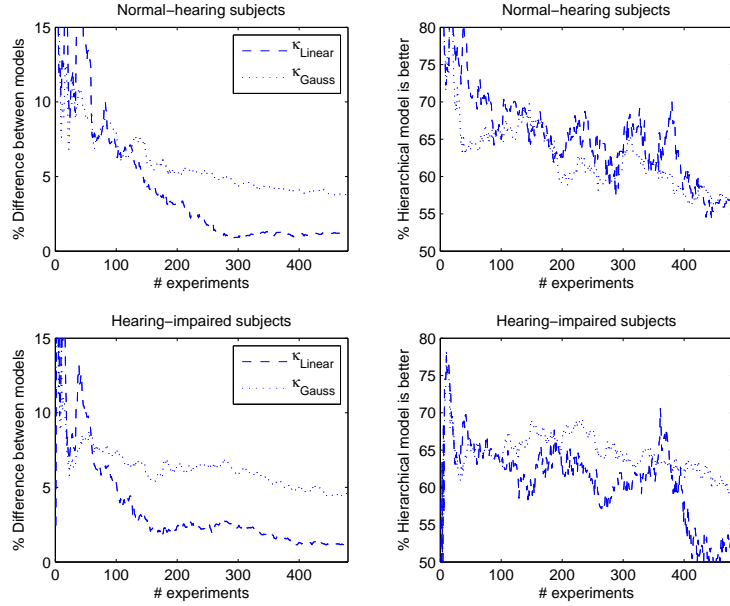 Normal−hearing subjects
15
10
5
0
% Difference between models
κLinear
κGauss
0 100 200 300 400
# experiments
Normal−hearing subjects
80
75
70
65
60
55
50
% Hierarchical model is better
0 100 200 300 400
# experiments
Hearing−impaired subjects
15
10
5
0
% Difference between models
κLinear
κGauss
0 100 200 300 400
# experiments
Hearing−impaired subjects
80
75
70
65
60
55
50
% Hierarchical model is better
0 100 200 300 400
# experiments